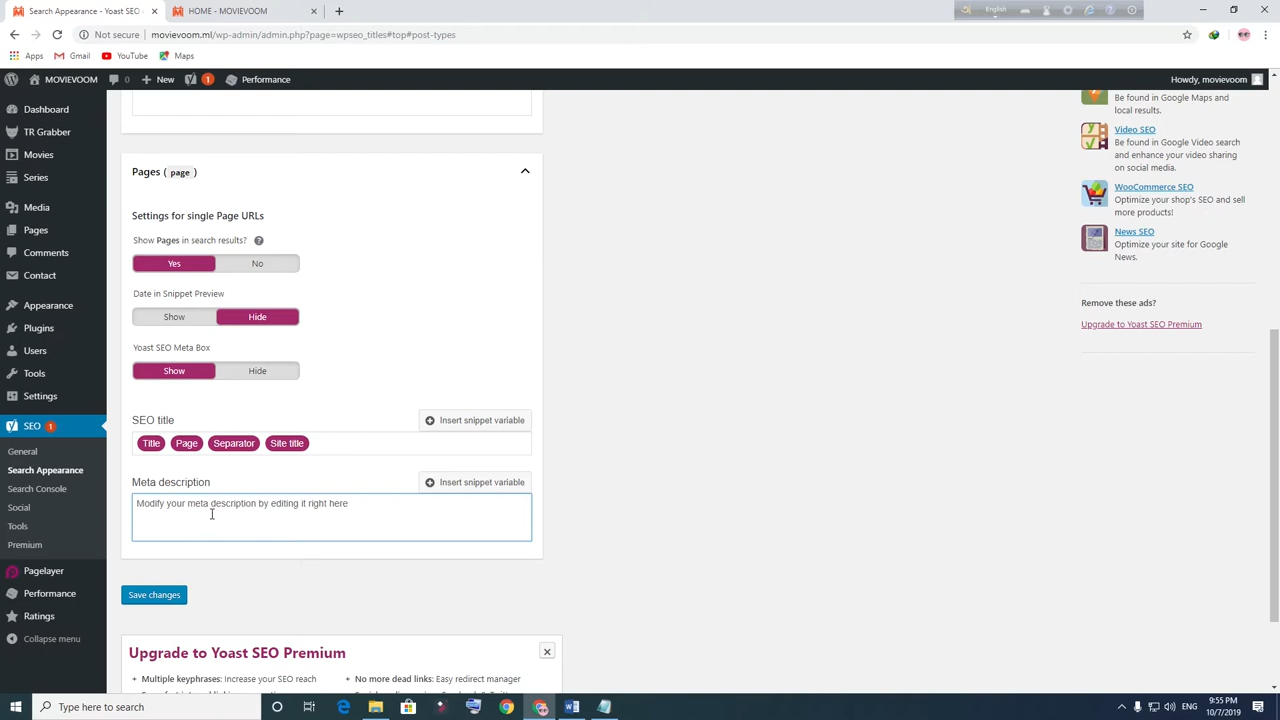 Search Appearance - Yoast SEO
HOME - MOVIEVOOM
English
Not secure
movievoom.ml/wp-admin/admin.php?page=wpseo_titles#top#post-types
Apps
Gmail
YouTube
Maps
MOVIEVOOM
0
New
1
Performance
Howdy, movievoom
Dashboard
TR Grabber
Movies
Series
Media
Pages
Comments
Contact
Appearance
Plugins
Users
Tools
Settings
SEO 1
General
Search Appearance
Search Console
Social
Tools
Premium
Pagelayer
Performance
Ratings
Collapse menu
Pages ( page )
Settings for single Page URLs
Show Pages in search results?
Yes
No
Date in Snippet Preview
Show
Hide
Yoast SEO Meta Box
Show
Hide
SEO title
Insert snippet variable
Title
Page
Separator
Site title
Meta description
Insert snippet variable
Modify your meta description by editing it right here
Save changes
Upgrade to Yoast SEO Premium
+ Multiple keyphrases: Increase your SEO reach
+ No more dead links: Easy redirect manager
Be found in Google Maps and
local results.
Video SEO
Be found in Google Video search
and enhance your video sharing
on social media.
WooCommerce SEO
Optimize your shop's SEO and sell
more products!
News SEO
Optimize your site for Google
News.
Remove these ads?
Upgrade to Yoast SEO Premium
Type here to search
ENG
9:55 PM
10/7/2019